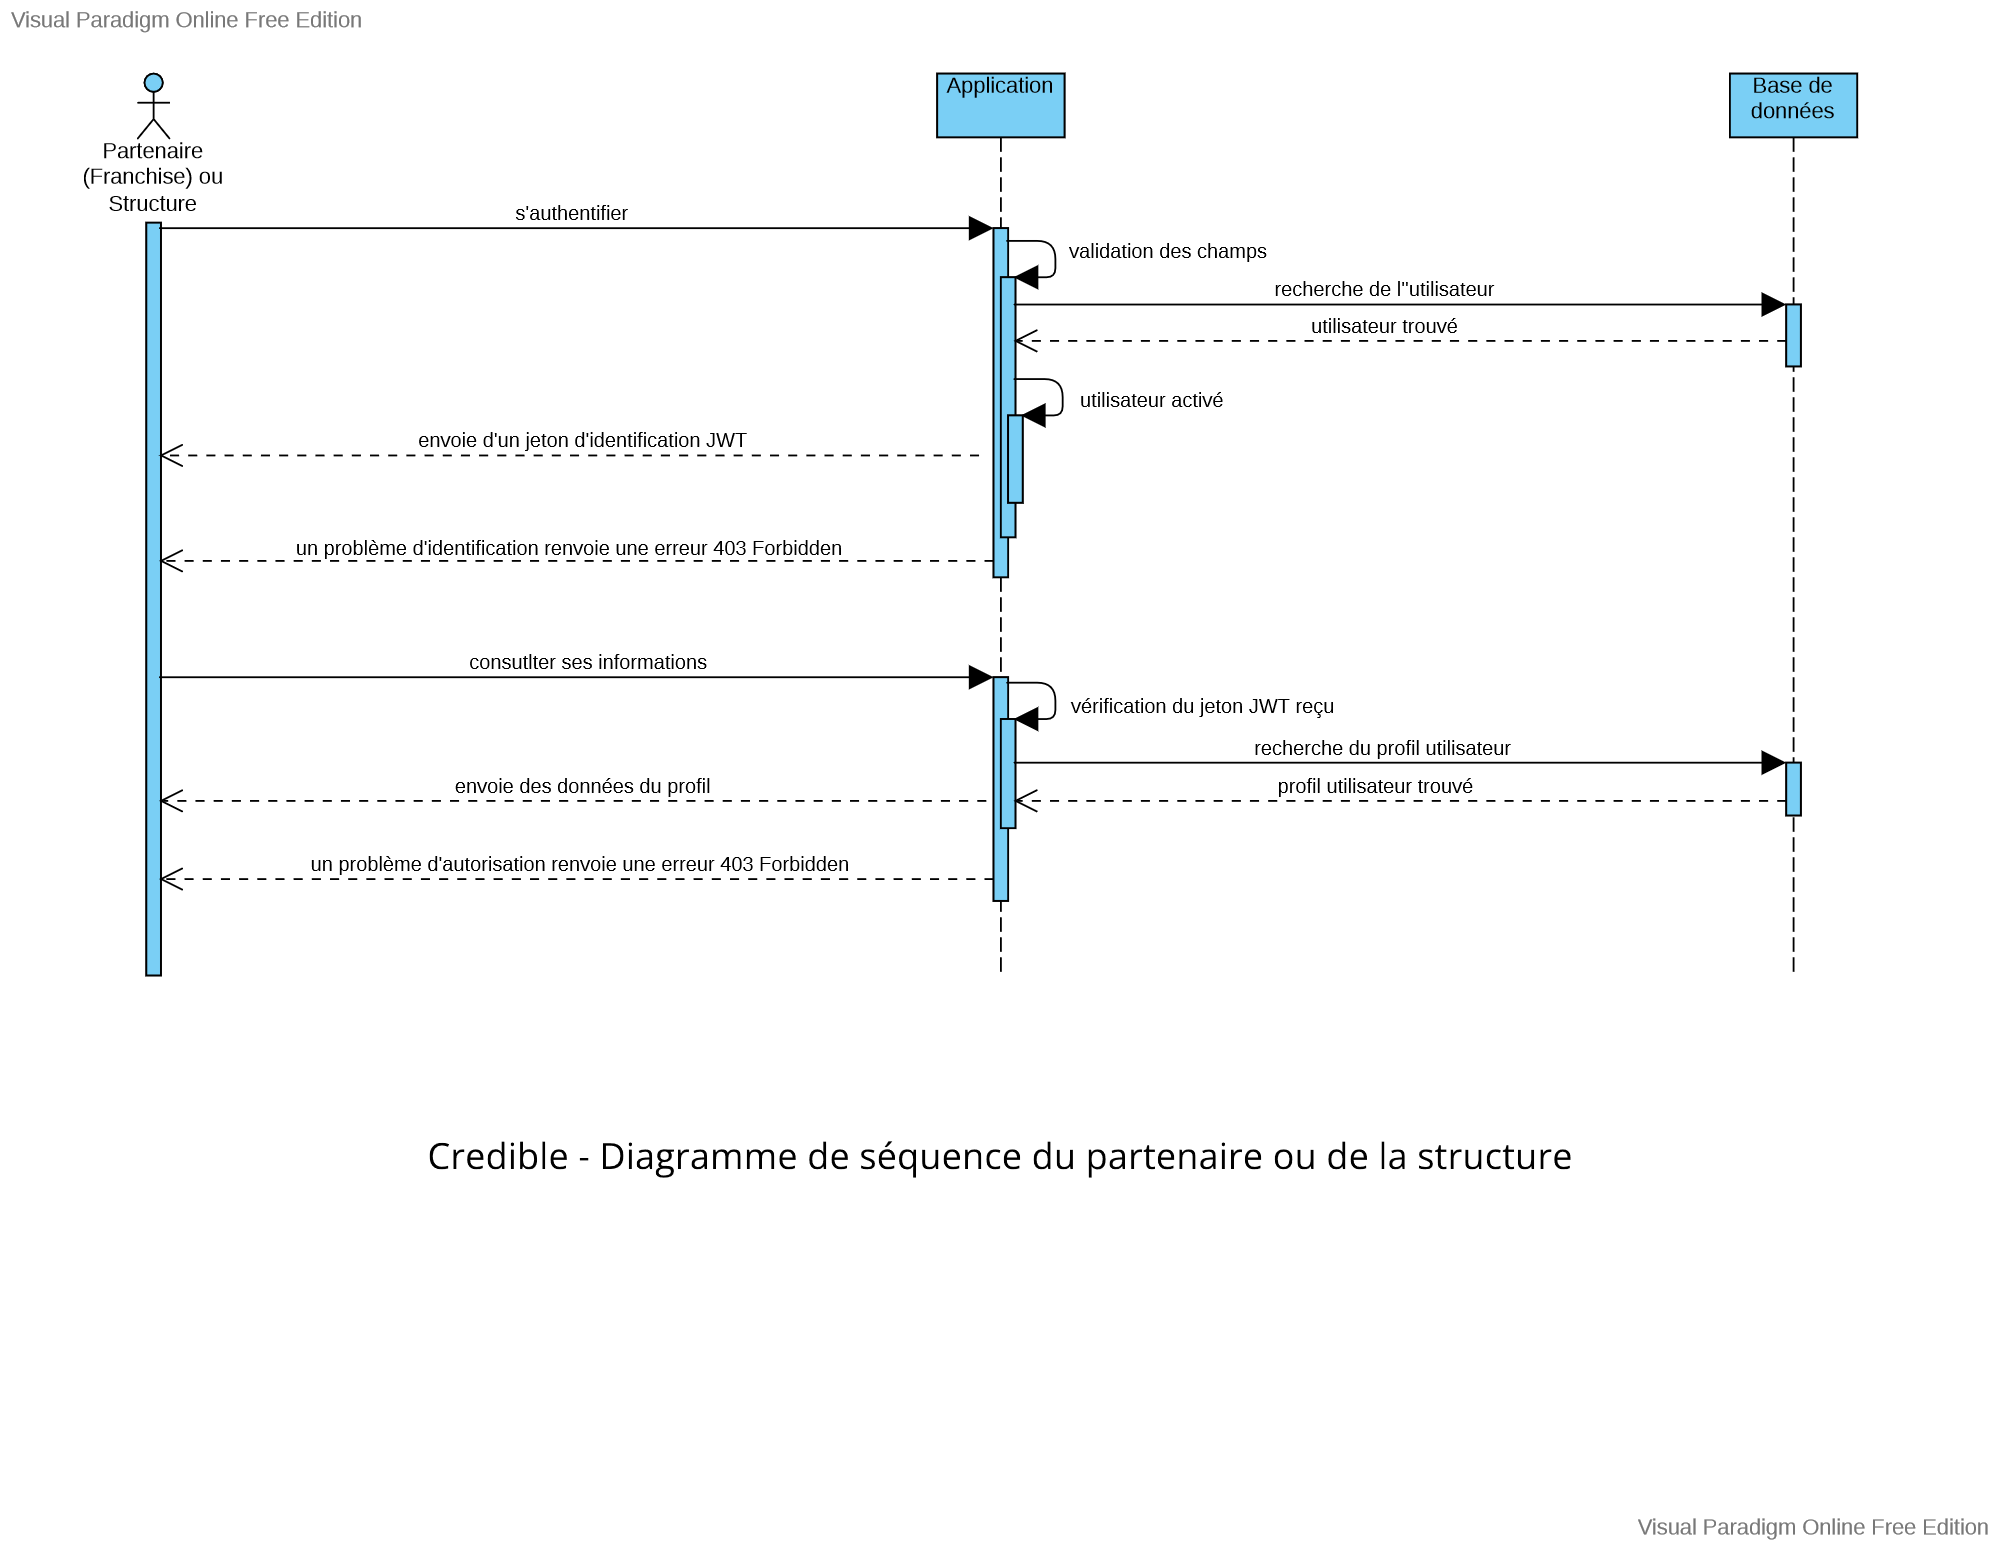 Visual Paradigm Online Free Edition
Application
Base de
données
Partenaire
(Franchise) ou
Structure
s'authentifier
validation des champs
recherche de l''utilisateur
utilisateur trouvé
utilisateur activé
envoie d'un jeton d'identification JWT
un problème d'identification renvoie une erreur 403 Forbidden
consutlter ses informations
vérification du jeton JWT reçu
recherche du profil utilisateur
envoie des données du profil
profil utilisateur trouvé
un problème d'autorisation renvoie une erreur 403 Forbidden
Credible - Diagramme de séquence du partenaire ou de la structure
Visual Paradigm Online Free Edition